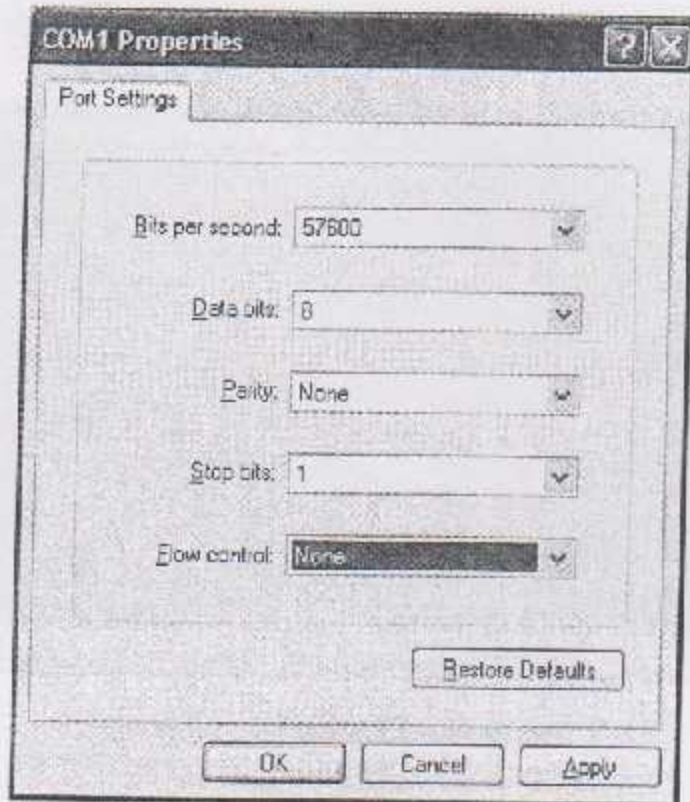 COM1 Properties
Port Settings
Bits per second: 57600
Data bits: 8
Parity: None
Stop bits: 1
Flow control: None
Restore Defaults
OK Cancel Apply